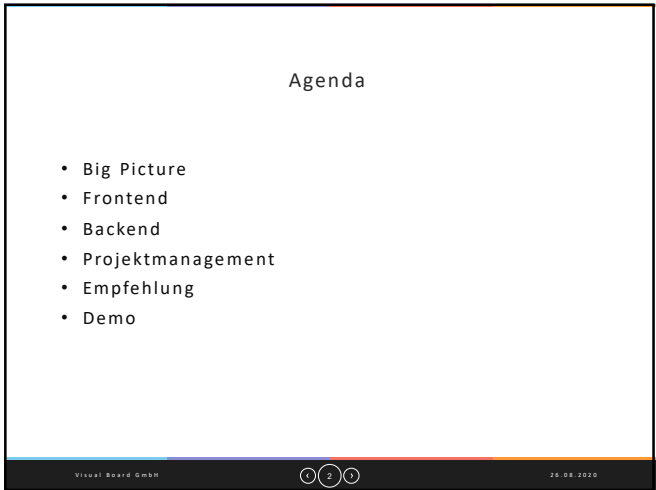 Agenda
• Big Picture
• Frontend
• Backend
• Projektmanagement
• Empfehlung
• Demo
Visual Board GmbH
2
26.08.2020